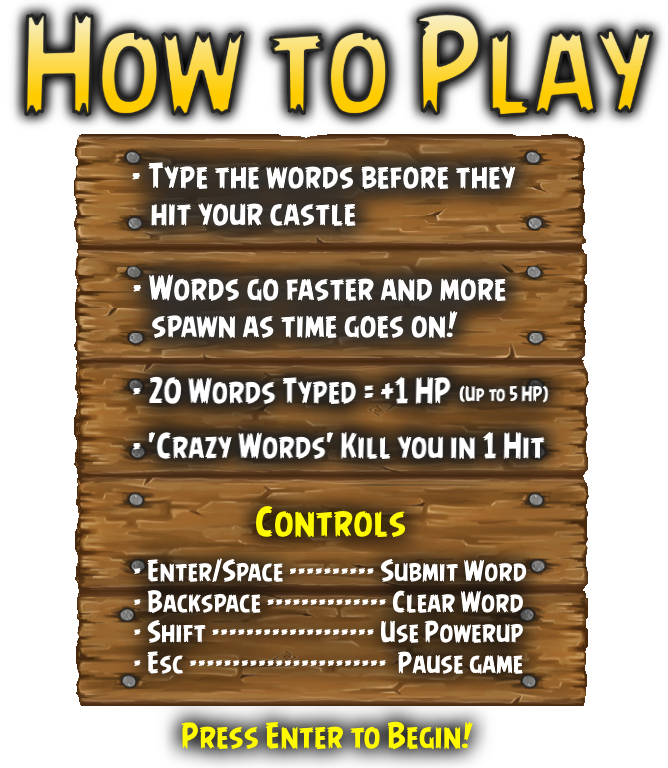 How to Play
- Type the words before they
hit your castle
- Words go faster and more
spawn as time goes on!
- 20 Words Typed = +1 HP (Up to 5 HP)
- 'Crazy Words' Kill you in 1 Hit
Controls
- Enter/Space ---------- Submit Word
- Backspace -------------- Clear Word
- Shift ------------------- Use Powerup
- Esc ----------------------- Pause game
Press Enter to Begin!